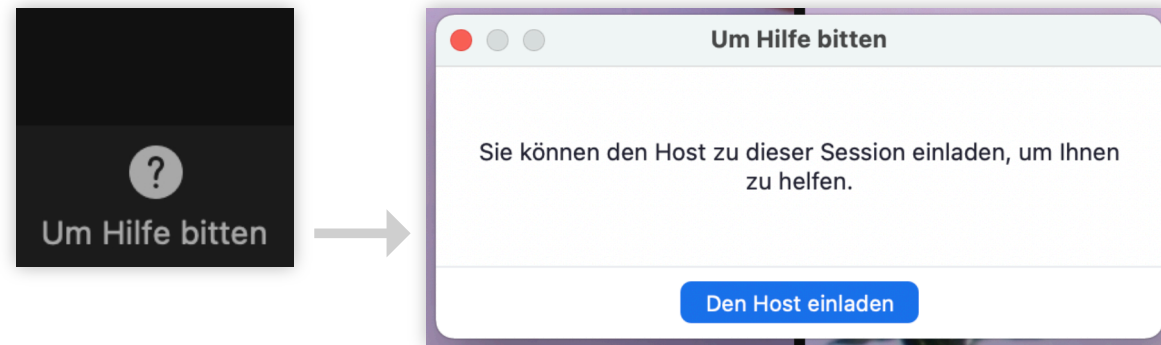 ?
Um Hilfe bitten
Um Hilfe bitten
Sie können den Host zu dieser Session einladen, um Ihnen
zu helfen.
Den Host einladen